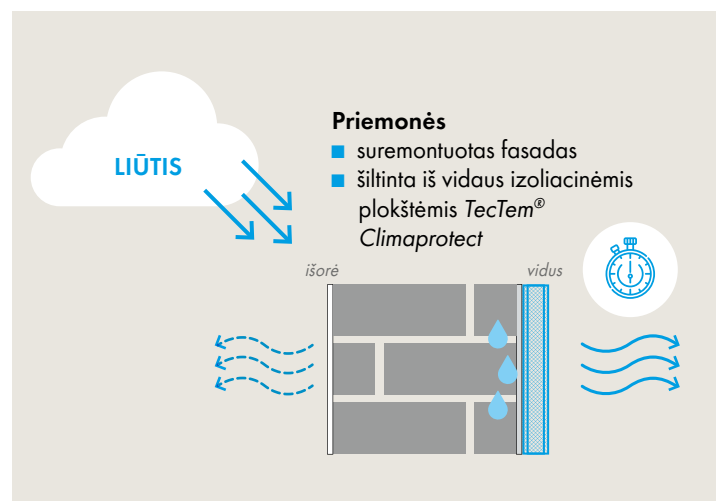 LIŪTIS
Priemonės
suremontuotas fasadas
šiltinta iš vidaus izoliacinėmis
plokštėmis TecTem®
Climaprotect
išorė
vidus